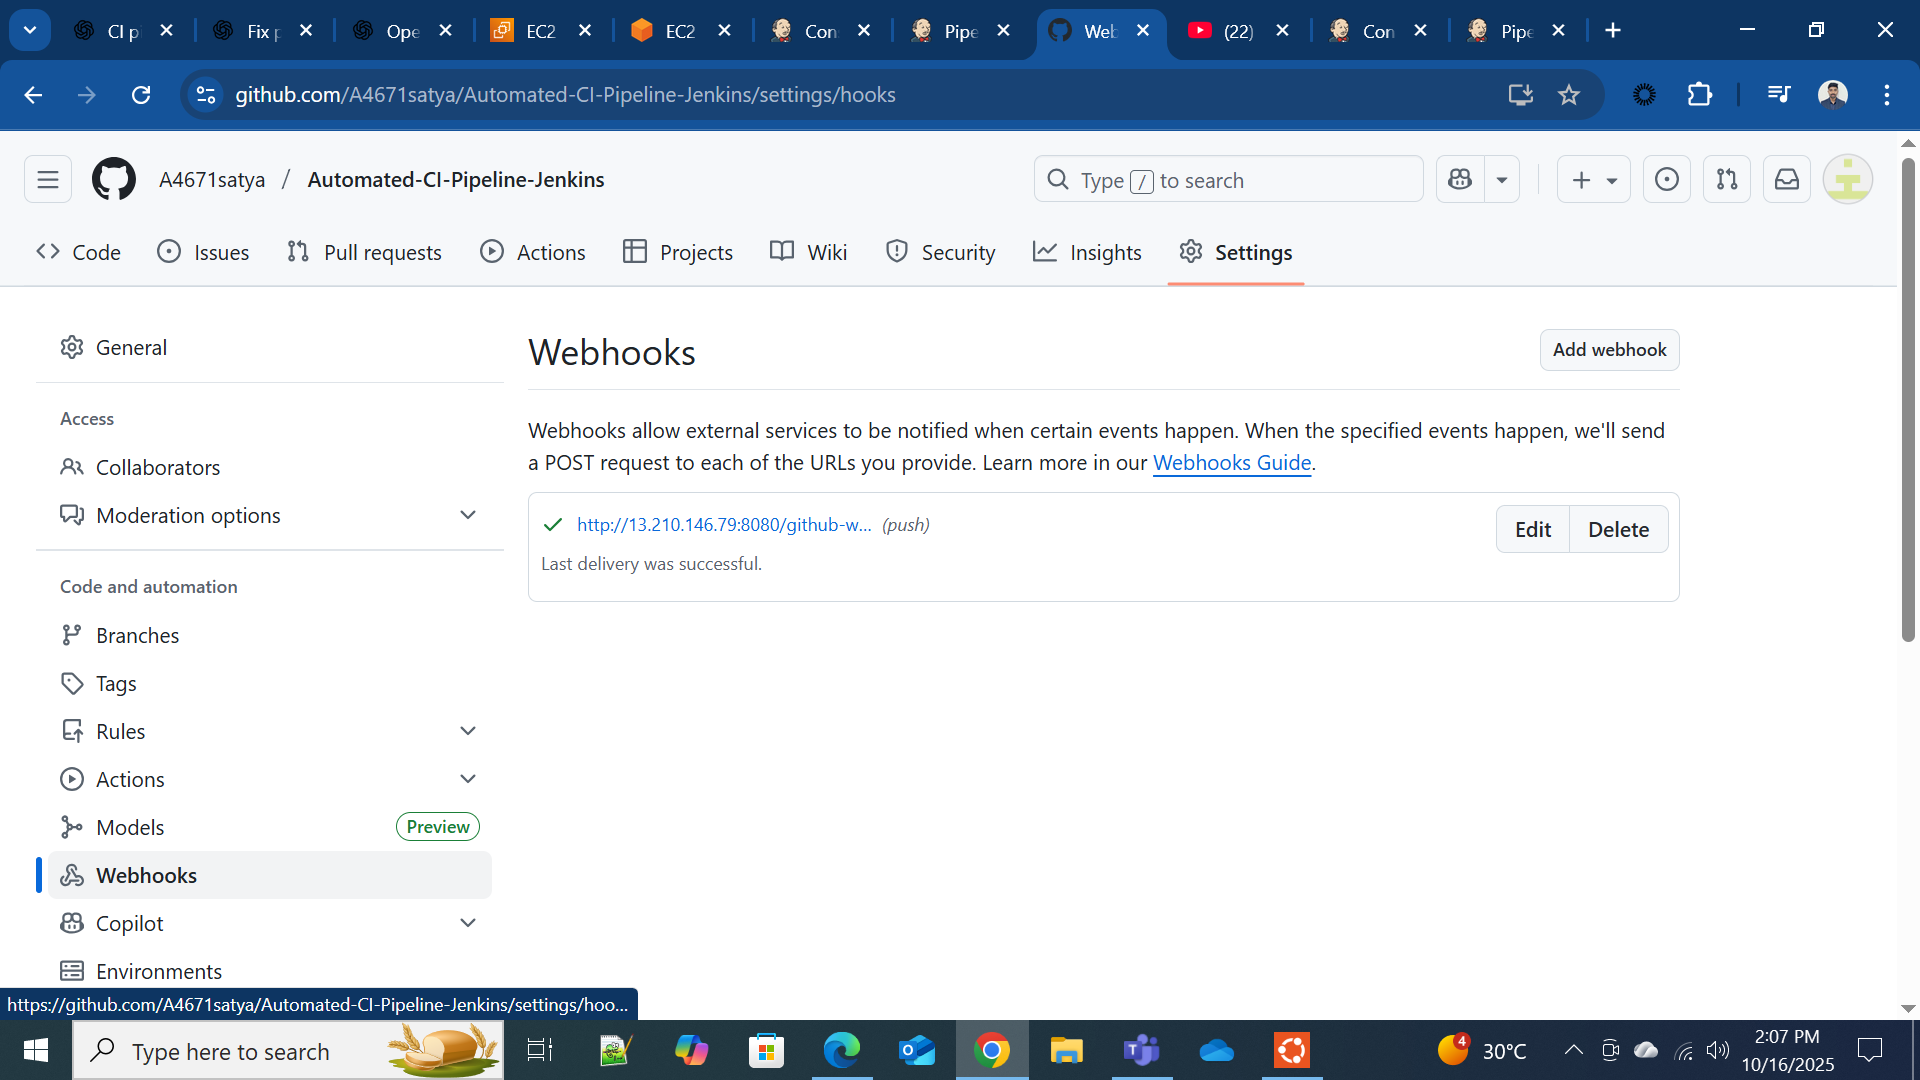 CI pi
Fix p
Ope
EC2
EC2
Con
Pipe
Web
(22)
Con
Pipe
github.com/A4671satya/Automated-CI-Pipeline-Jenkins/settings/hooks
A4671satya / Automated-CI-Pipeline-Jenkins
Type / to search
Code
Issues
Pull requests
Actions
Projects
Wiki
Security
Insights
Settings
General
Access
Collaborators
Moderation options
Code and automation
Branches
Tags
Rules
Actions
Models
Preview
Webhooks
Copilot
Environments
Webhooks
Add webhook
Webhooks allow external services to be notified when certain events happen. When the specified events happen, we'll send
a POST request to each of the URLs you provide. Learn more in our Webhooks Guide.
http://13.210.146.79:8080/github-w... (push)
Edit
Delete
Last delivery was successful.
https://github.com/A4671satya/Automated-CI-Pipeline-Jenkins/settings/hoo...
Type here to search
4
30°C
2:07 PM
10/16/2025